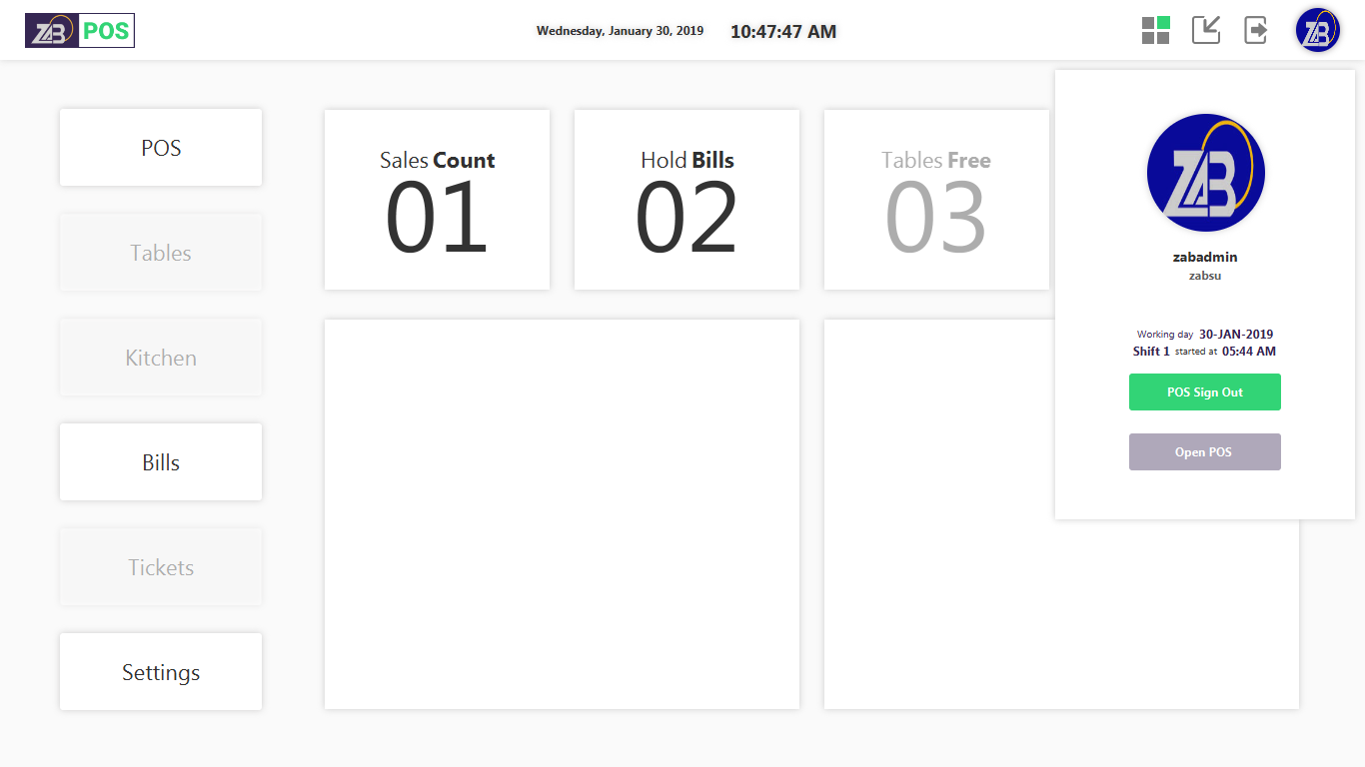 ZAB POS
Wednesday, January 30, 2019 10:47:47 AM
ZAB
POS
Tables
Kitchen
Bills
Tickets
Settings
Sales Count
01
Hold Bills
02
Tables Free
03
ZAB
zabadmin
zabsu
Working day 30-JAN-2019
Shift 1 started at 05:44 AM
POS Sign Out
Open POS